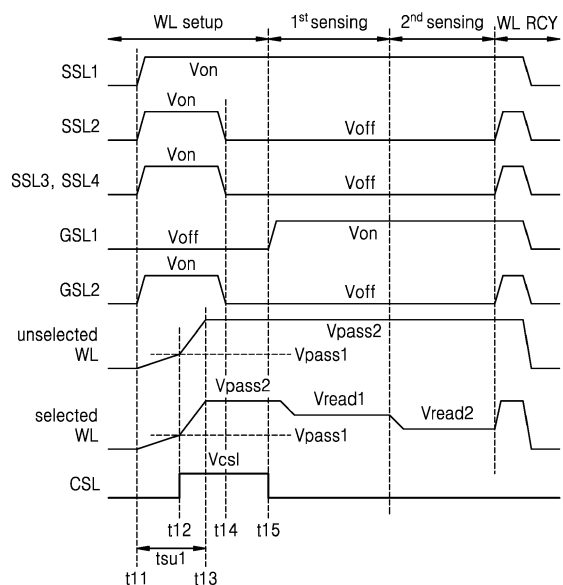 WL setup 1st sensing 2nd sensing WL RCY
SSL1 Von
Von
SSL2 Voff
Von
SSL3, SSL4 Voff
GSL1 Voff Von
Von
GSL2 Voff
unselected WL Vpass2
Vpass1
Vpass2 Vread1
selected WL Vread2
Vpass1
Vcsl
CSL
t12 t14 t15
tsu1
t11 t13